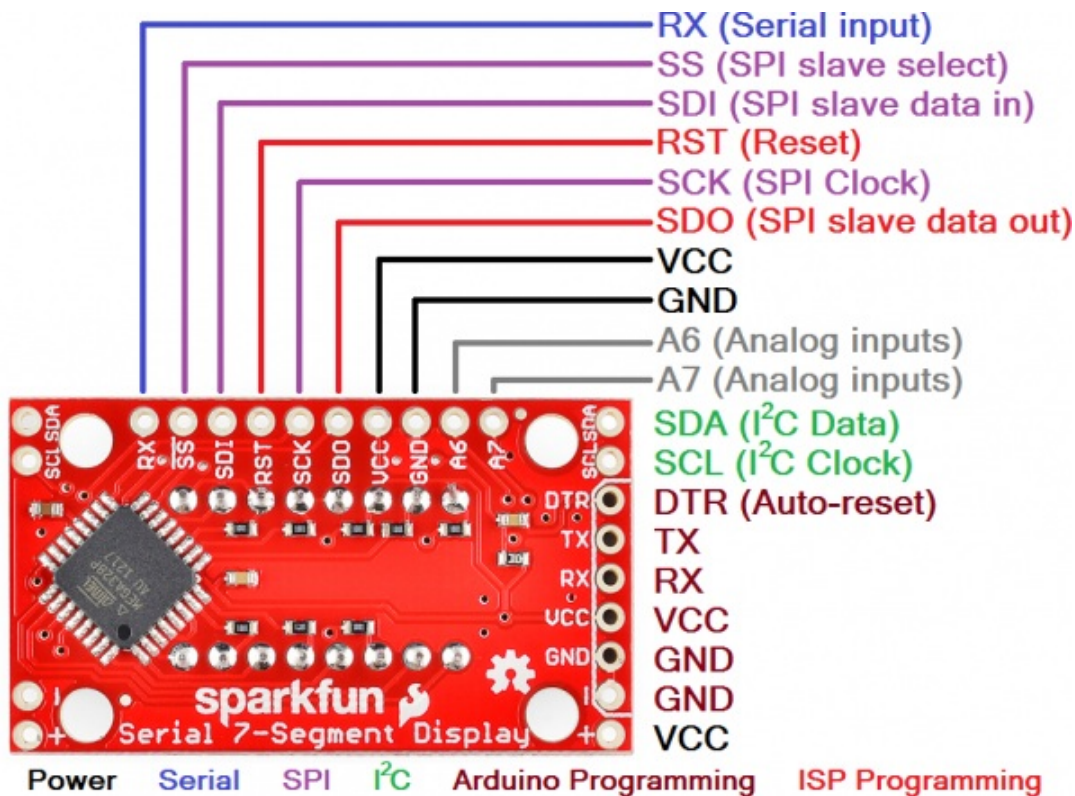 RX (Serial input)
SS (SPI slave select)
SDI (SPI slave data in)
RST (Reset)
SCK (SPI Clock)
SDO (SPI slave data out)
VCC
GND
A6 (Analog inputs)
A7 (Analog inputs)
SDA (I²C Data)
SCL (I²C Clock)
DTR (Auto-reset)
TX
RX
VCC
GND
GND
VCC
SCL SDA
RX
SS
SDI
RST
SCK
SDO
VCC
GND
A6
A7
SCL SDA
DTR
TX
RX
VCC
GND
ATMEL
MEGA328P
AU 1217
-
+
-
+
sparkfun
Serial 7-Segment Display
Power Serial SPI I²C Arduino Programming ISP Programming